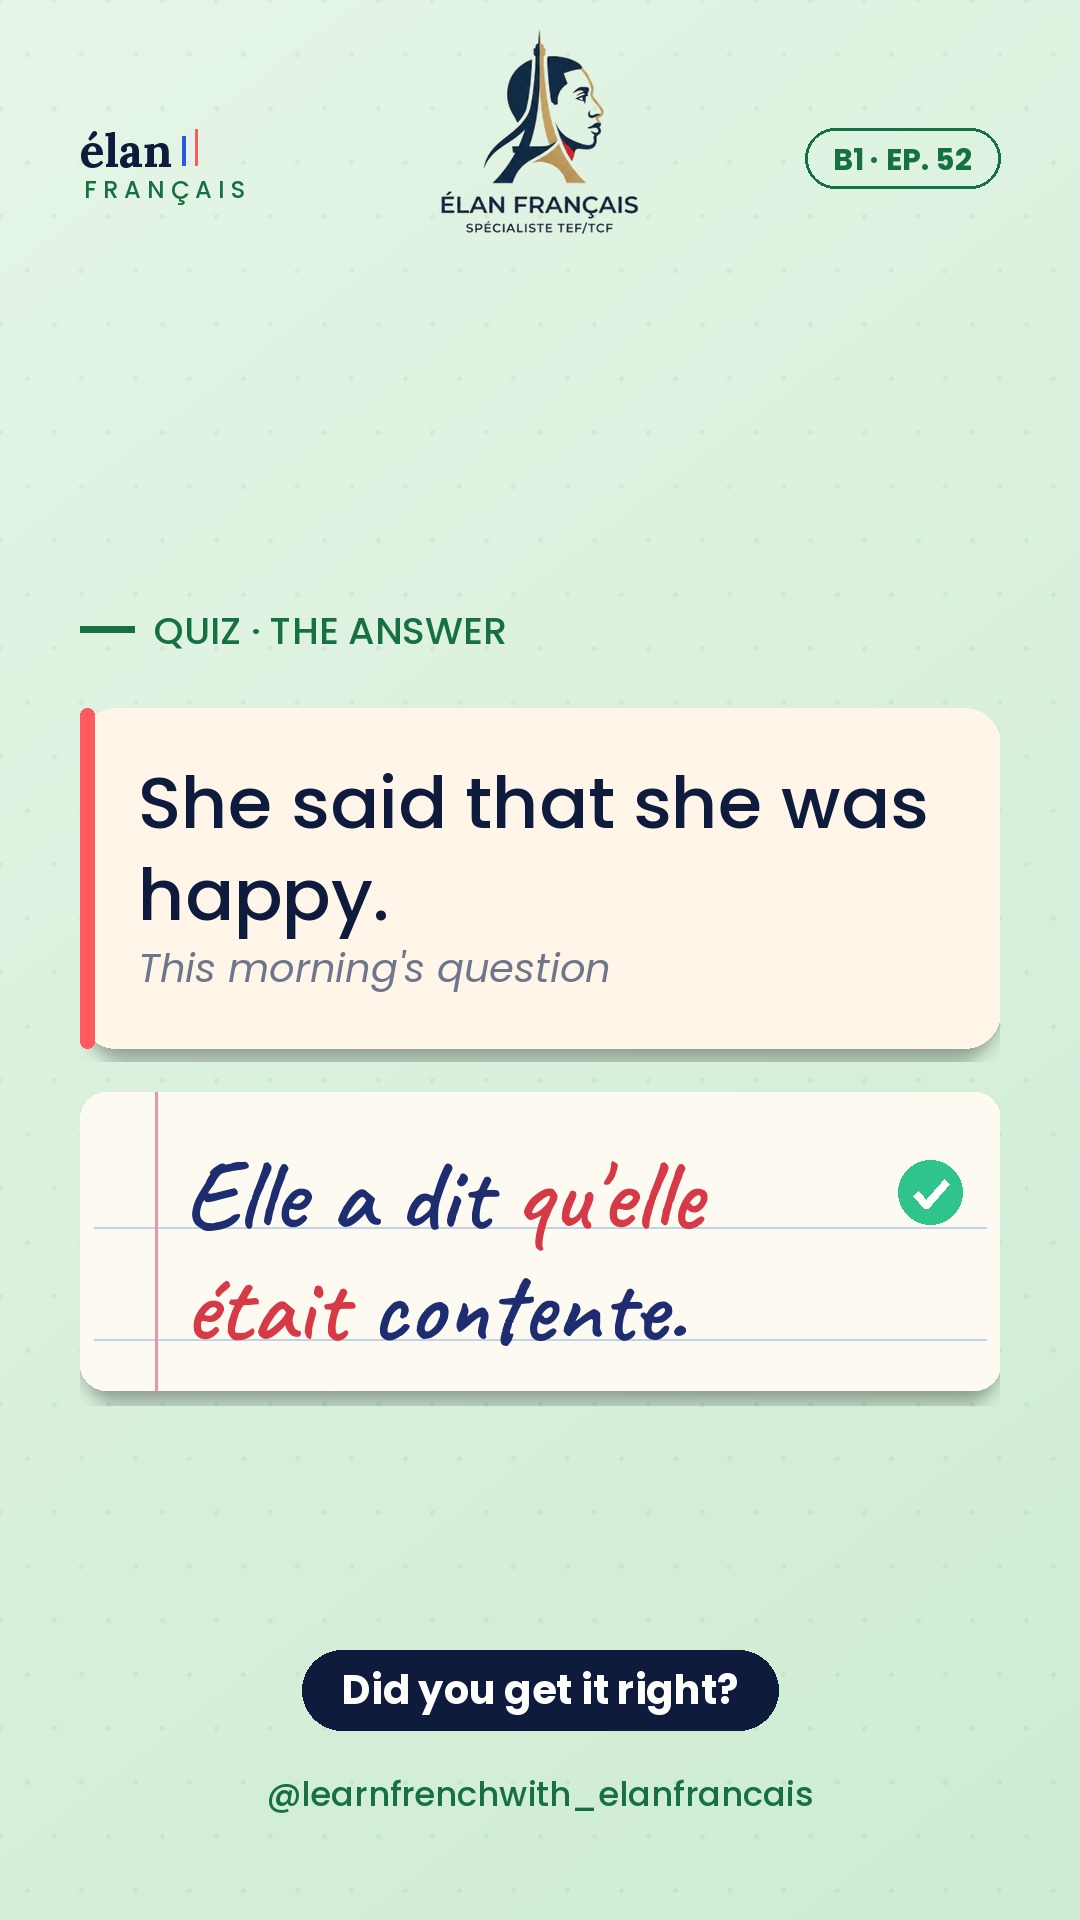 élan
FRANÇAIS
ÉLAN FRANÇAIS
SPÉCIALISTE TEF/TCF
B1 · EP. 52
QUIZ · THE ANSWER
She said that she was
happy.
This morning's question
Elle a dit qu'elle
était contente.
Did you get it right?
@learnfrenchwith_elanfrancais